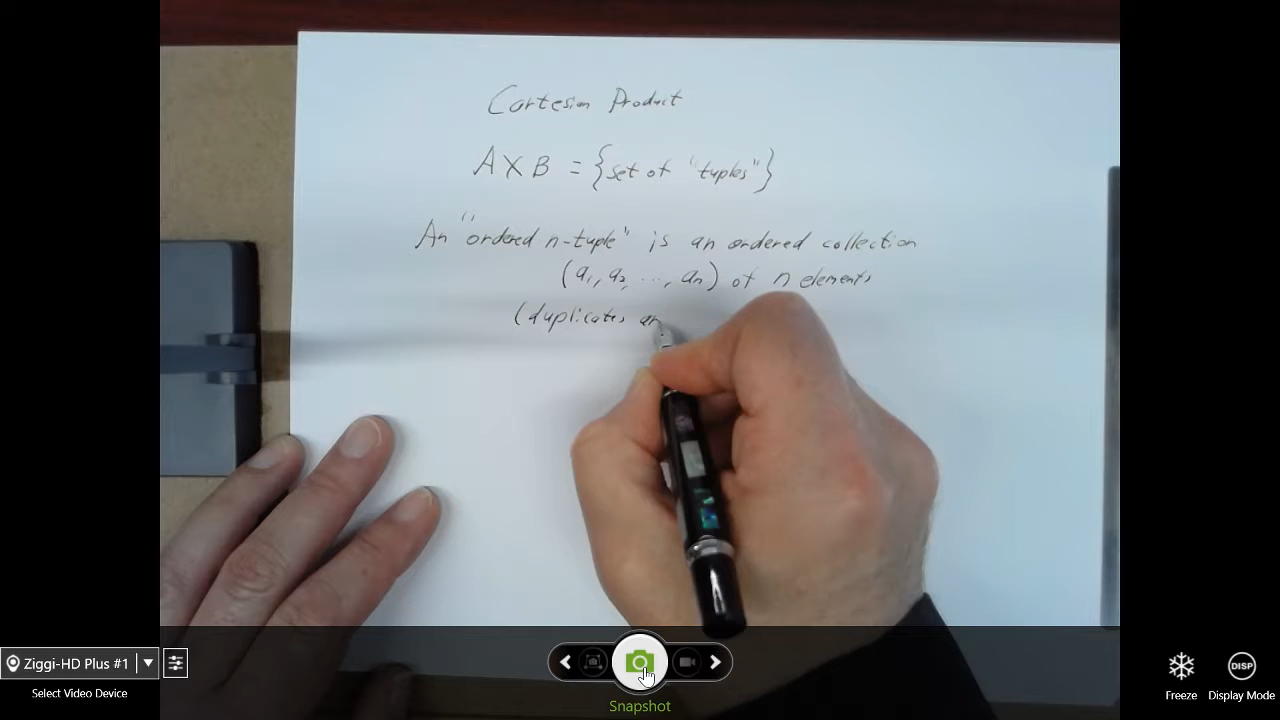 Cartesian Product
A X B = {set of "tuples"}
An "ordered n-tuple" is an ordered collection
(a1, a2, ..., an) of n elements
(duplicates ar
Ziggi-HD Plus #1
Select Video Device
Snapshot
Freeze
DISP
Display Mode